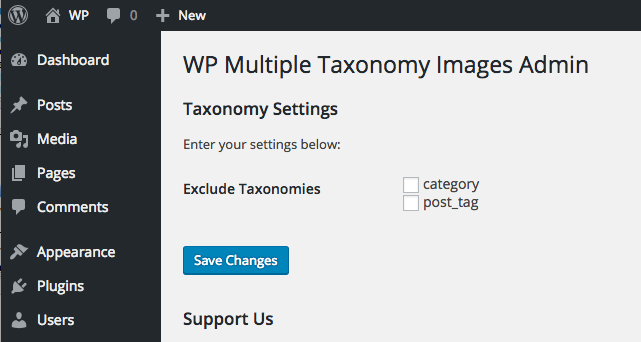 WP 0 New
Dashboard
Posts
Media
Pages
Comments
Appearance
Plugins
Users
WP Multiple Taxonomy Images Admin
Taxonomy Settings
Enter your settings below:
Exclude Taxonomies
category
post_tag
Save Changes
Support Us